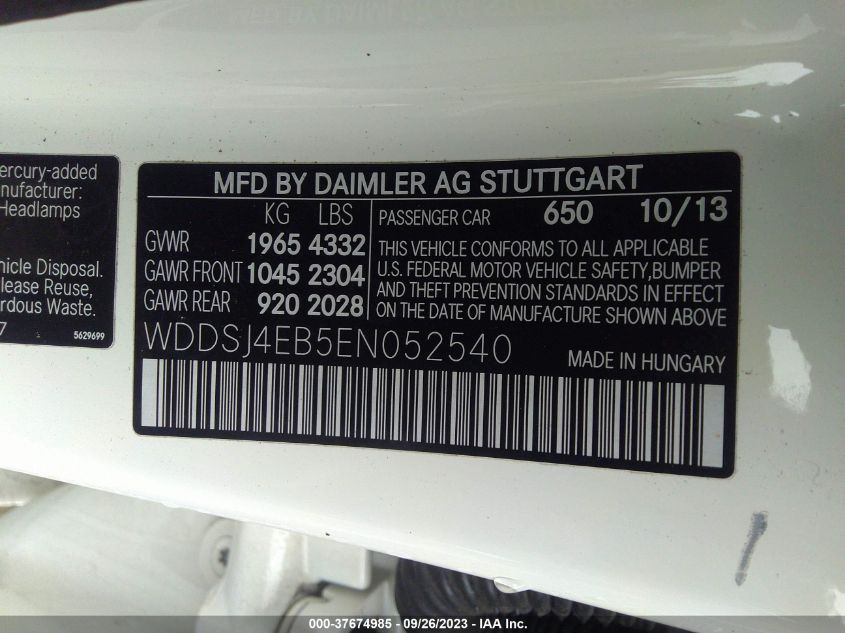 ercury-added
anufacturer:
Headlamps
hicle Disposal.
lease Reuse,
ardous Waste.
7
5629699
MFD BY DAIMLER AG STUTTGART
KG LBS
GVWR 1965 4332
GAWR FRONT 1045 2304
GAWR REAR 920 2028
PASSENGER CAR 650 10/13
THIS VEHICLE CONFORMS TO ALL APPLICABLE
U.S. FEDERAL MOTOR VEHICLE SAFETY,BUMPER
AND THEFT PREVENTION STANDARDS IN EFFECT
ON THE DATE OF MANUFACTURE SHOWN ABOVE
WDDSJ4EB5EN052540
MADE IN HUNGARY
000-37674985 - 09/26/2023 - IAA Inc.